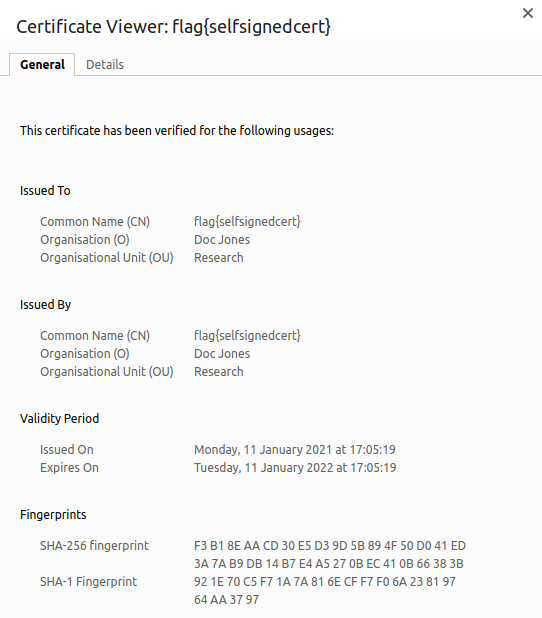 Certificate Viewer: flag{selfsignedcert}
General Details
This certificate has been verified for the following usages:
Issued To
Common Name (CN) flag{selfsignedcert}
Organisation (O) Doc Jones
Organisational Unit (OU) Research
Issued By
Common Name (CN) flag{selfsignedcert}
Organisation (O) Doc Jones
Organisational Unit (OU) Research
Validity Period
Issued On Monday, 11 January 2021 at 17:05:19
Expires On Tuesday, 11 January 2022 at 17:05:19
Fingerprints
SHA-256 fingerprint F3 B1 8E AA CD 30 E5 D3 9D 5B 89 4F 50 D0 41 ED
3A 7A B9 DB 14 B7 E4 A5 27 0B EC 41 0B 66 38 3B
SHA-1 Fingerprint 92 1E 70 C5 F7 1A 7A 81 6E CF F7 F0 6A 23 81 97
64 AA 37 97